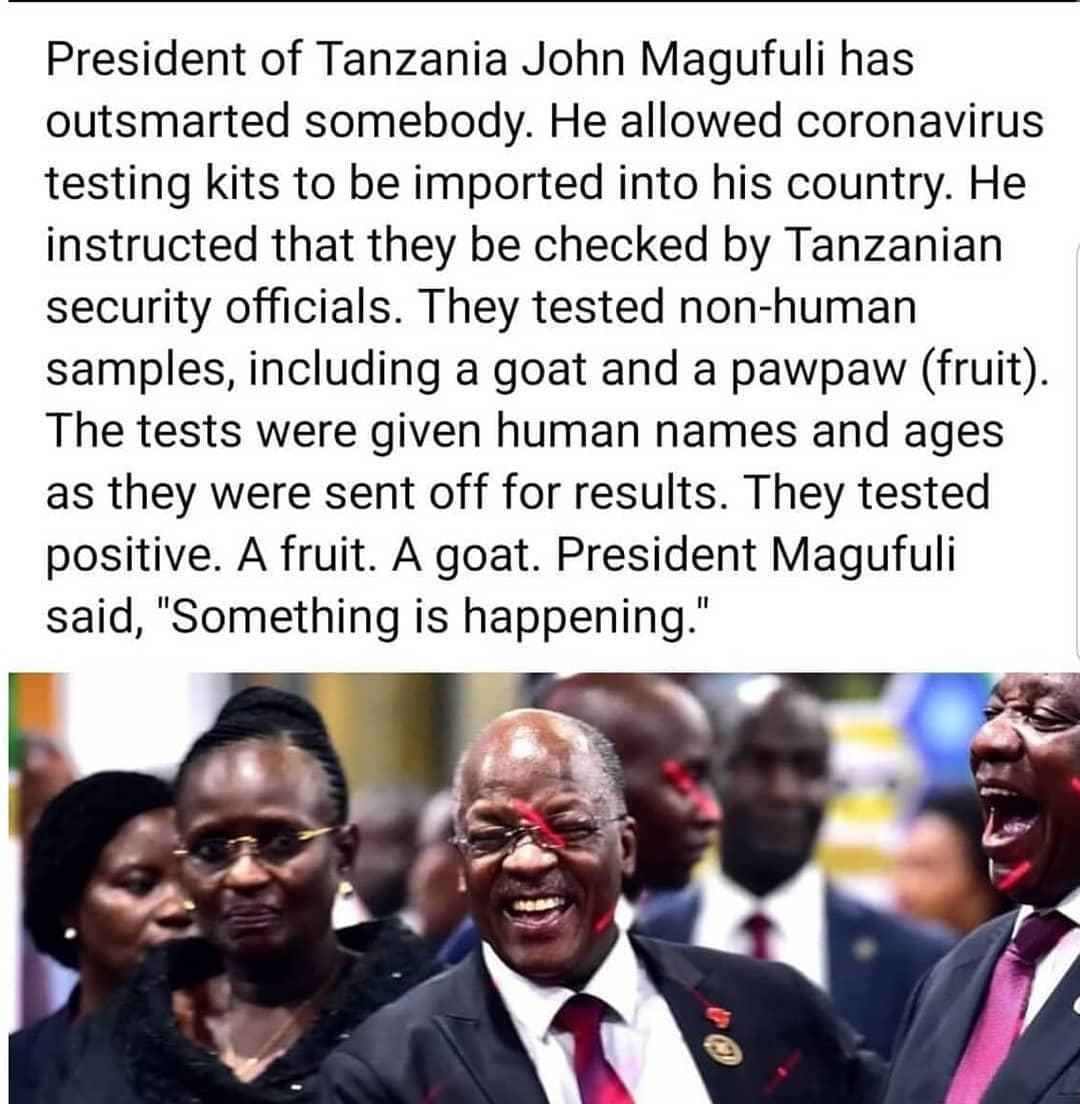 President of Tanzania John Magufuli has
outsmarted somebody. He allowed coronavirus
testing kits to be imported into his country. He
instructed that they be checked by Tanzanian
security officials. They tested non-human
samples, including a goat and a pawpaw (fruit).
The tests were given human names and ages
as they were sent off for results. They tested
positive. A fruit. A goat. President Magufuli
said, "Something is happening."